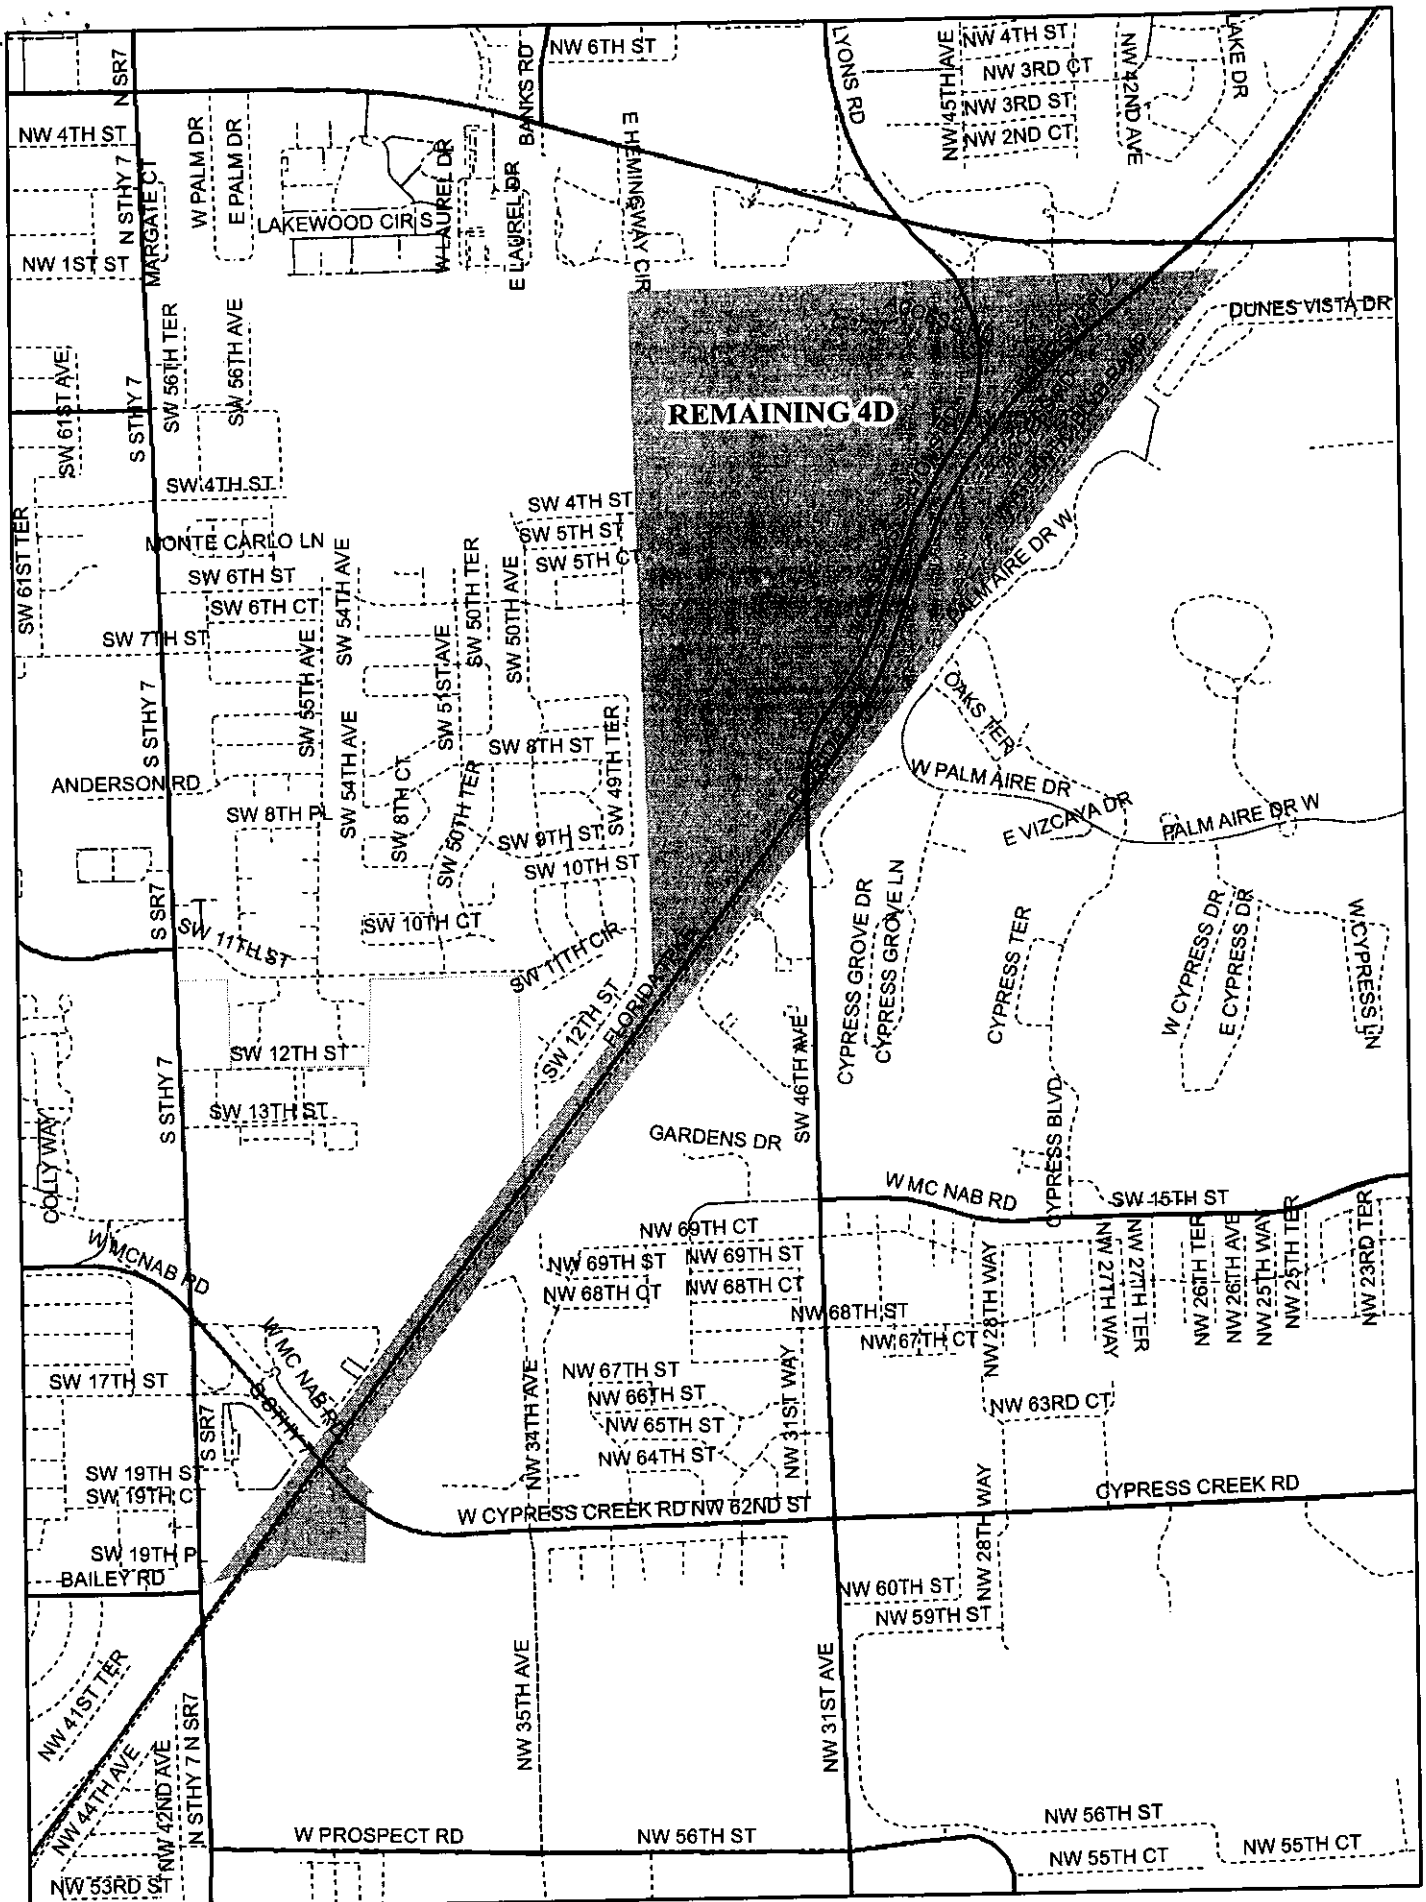 NW 6TH ST
NW 4TH ST
NW 3RD CT
NW 3RD ST
NW 2ND CT
N SR7
BANKS RD
LYONS RD
NW 45TH AVE
NW 42ND AVE
LAKE DR
NW 4TH ST
N STHY 7
MARGATE CT
W PALM DR
E PALM DR
LAKEWOOD CIR S
W LAUREL DR
E LAUREL DR
E HEMINGWAY CIR
NW 1ST ST
DUNES VISTA DR
SW 61ST AVE
S STHY 7
SW 56TH TER
SW 56TH AVE
REMAINING 4D
SW 4TH ST
SW 4TH ST
SW 5TH ST
SW 5TH CT
MONTE CARLO LN
SW 61ST TER
SW 6TH ST
SW 6TH CT
SW 7TH ST
SW 54TH AVE
SW 50TH TER
SW 50TH AVE
PALM AIRE DR W
SW 55TH AVE
SW 51ST AVE
S STHY 7
SW 54TH AVE
SW 8TH ST
SW 49TH TER
OAKS TER
ANDERSON RD
SW 8TH PL
SW 8TH CT
SW 50TH TER
SW 9TH ST
SW 10TH ST
W PALM AIRE DR
E VIZCAYA DR
PALM AIRE DR W
S SR7
SW 11TH ST
SW 10TH CT
SW 11TH CIR
SW 12TH ST
CYPRESS GROVE DR
CYPRESS GROVE LN
CYPRESS TER
W CYPRESS DR
E CYPRESS DR
W CYPRESS LN
SW 12TH ST
SW 13TH ST
S STHY 7
COLLY WAY
SW 46TH AVE
GARDENS DR
CYPRESS BLVD
W MC NAB RD
SW 15TH ST
W MCNAB RD
NW 69TH CT
NW 69TH ST
NW 69TH ST
NW 68TH CT
NW 68TH CT
NW 68TH ST
NW 67TH CT
NW 28TH WAY
NW 27TH WAY
NW 27TH TER
NW 26TH TER
NW 26TH AVE
NW 25TH WAY
NW 25TH TER
NW 23RD TER
W MC NAB RD
SW 17TH ST
S SR7
NW 34TH AVE
NW 67TH ST
NW 66TH ST
NW 65TH ST
NW 64TH ST
NW 31ST WAY
NW 63RD CT
SW 19TH ST
SW 19TH C
SW 19TH P
BAILEY RD
W CYPRESS CREEK RD
NW 62ND ST
CYPRESS CREEK RD
NW 28TH WAY
NW 28TH WAY
NW 60TH ST
NW 59TH ST
NW 41ST TER
NW 44TH AVE
NW 42ND AVE
N STHY 7
N SR7
NW 35TH AVE
NW 31ST AVE
W PROSPECT RD
NW 56TH ST
NW 56TH ST
NW 55TH CT
NW 55TH CT
NW 53RD ST